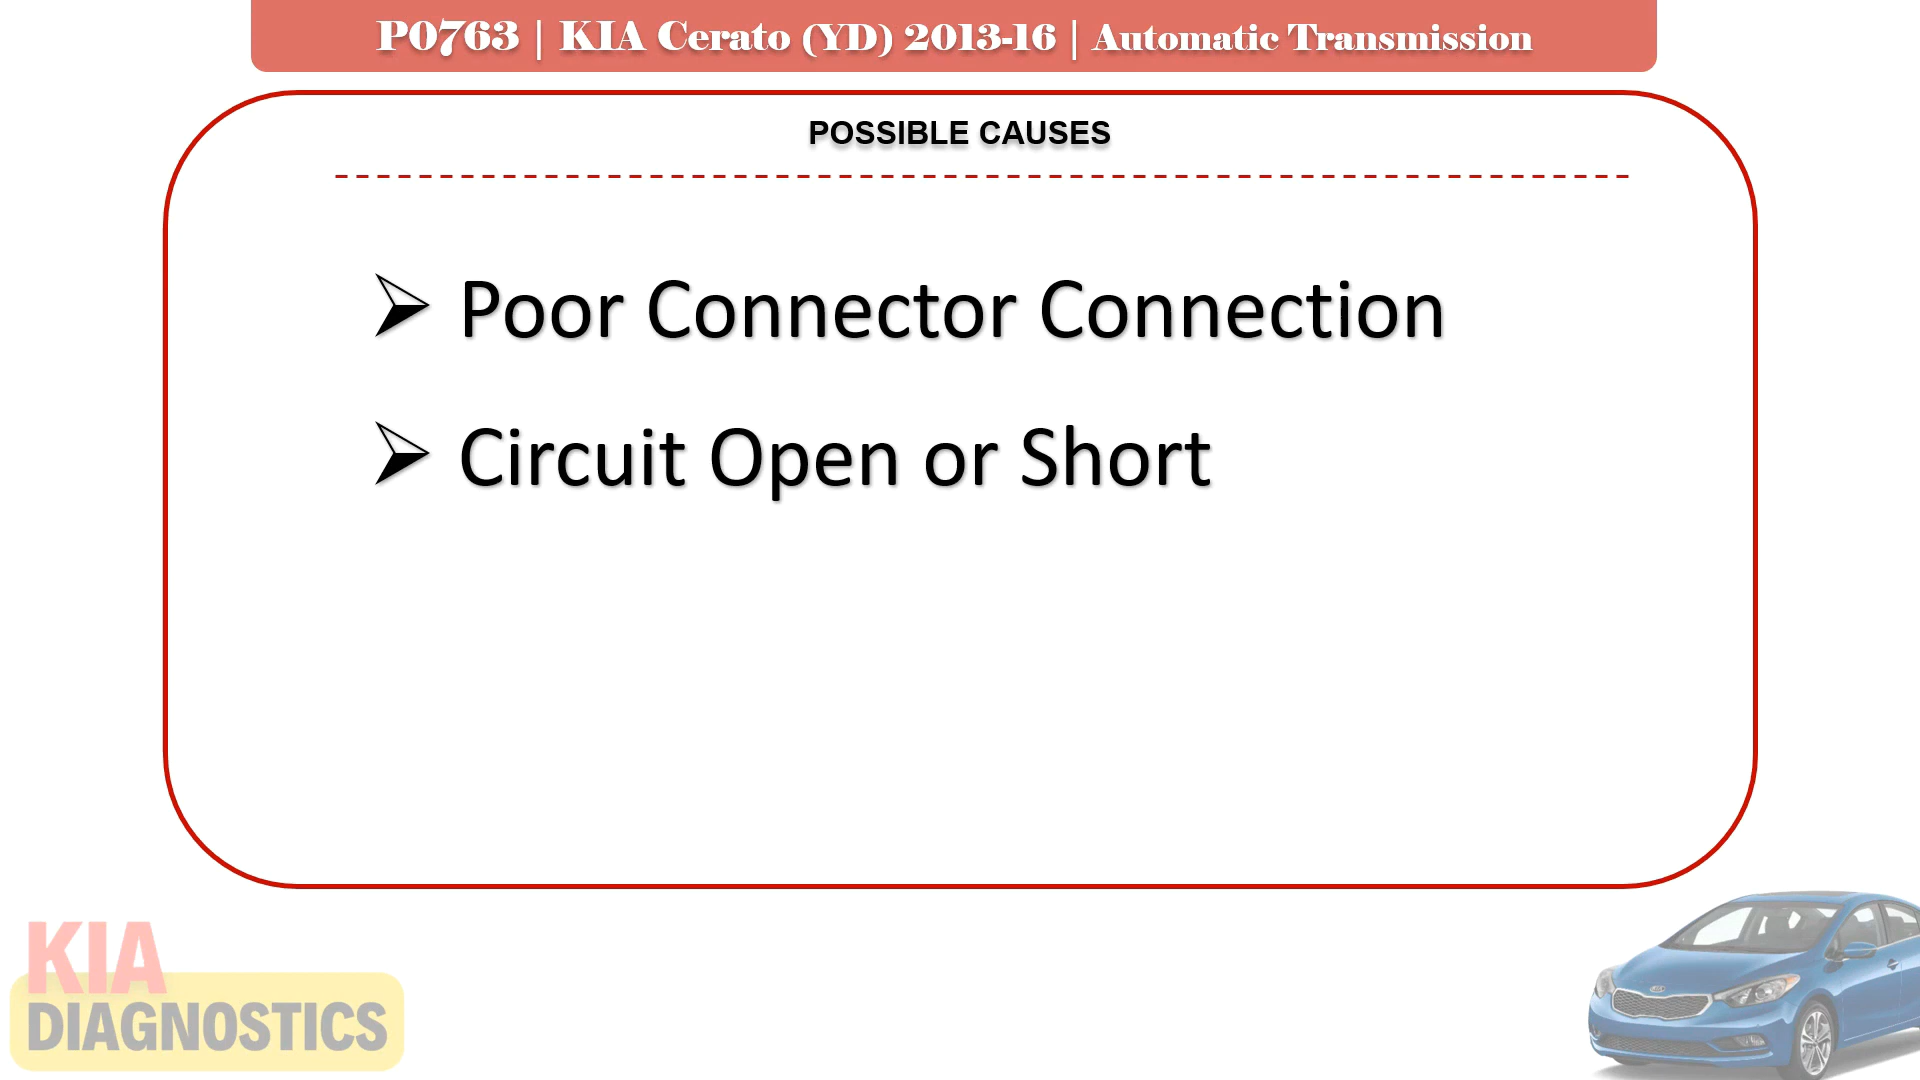 P0763 | KIA Cerato (YD) 2013-16 | Automatic Transmission
POSSIBLE CAUSES
Poor Connector Connection
Circuit Open or Short
KIA
DIAGNOSTICS